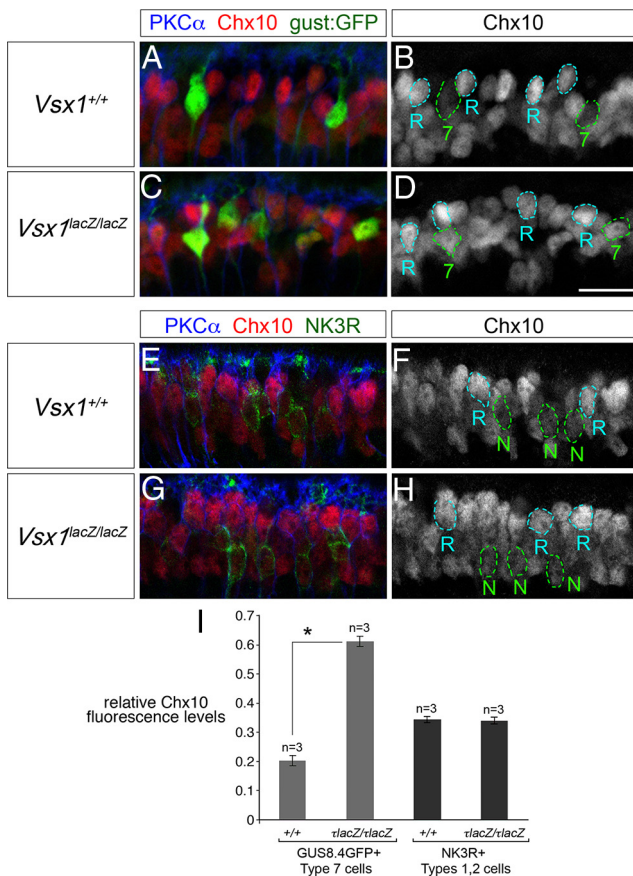 PKCα Chx10 gust:GFP
Chx10
Vsx1+/+
A
B
R
R
R
R
7
7
Vsx1lacZ/lacZ
C
D
R
R
R
7
7
PKCα Chx10 NK3R
Chx10
Vsx1+/+
E
F
R
R
N
N
N
Vsx1lacZ/lacZ
G
H
R
R
R
N
N
N
I
relative Chx10
fluorescence levels
0.7
0.6
0.5
0.4
0.3
0.2
0.1
0
*
n=3
n=3
n=3
n=3
+/+
τlacZ/τlacZ
+/+
τlacZ/τlacZ
GUS8.4GFP+
Type 7 cells
NK3R+
Types 1,2 cells